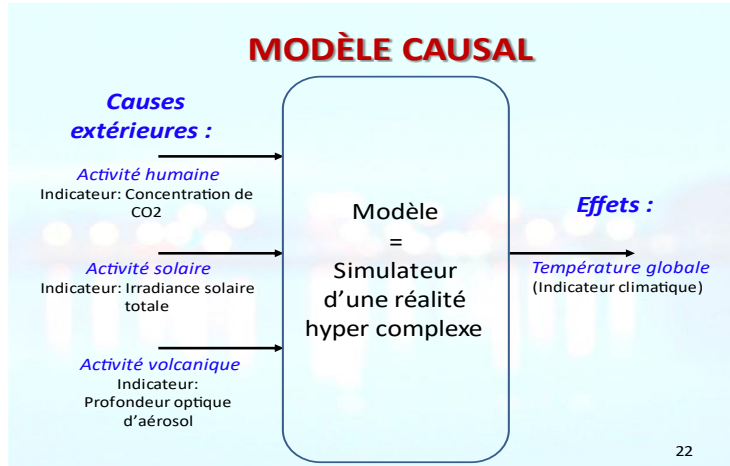 MODÈLE CAUSAL
Causes
extérieures :
Activité humaine
Indicateur: Concentration de
CO2
Activité solaire
Indicateur: Irradiance solaire
totale
Activité volcanique
Indicateur:
Profondeur optique
d’aérosol
Modèle
=
Simulateur
d’une réalité
hyper complexe
Effets :
Température globale
(Indicateur climatique)
22